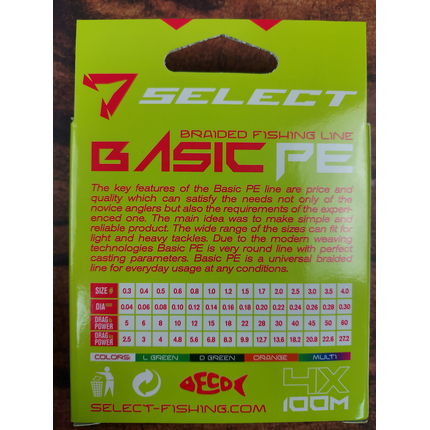 SELECT
BRAIDED FISHING LINE
BASIC PE
The key features of the Basic PE line are price and
quality which can satisfy the needs not only of the
novice anglers but also the requirements of the experi-
enced one. The main idea was to make simple and
reliable product. The wide range of the sizes can fit for
light and heavy tackles. Due to the modern weaving
technologies Basic PE is very round line with perfect
casting parameters. Basic PE is a universal braided
line for everyday usage at any conditions.
SIZE # 0.3 0.4 0.5 0.6 0.8 1.0 1.2 1.5 1.7 2.0 2.5 3.0 3.5 4.0
DIA 0.04 0.06 0.08 0.10 0.12 0.14 0.16 0.18 0.20 0.22 0.24 0.26 0.28 0.30
DRAG POWER 5 6 8 10 12 15 18 22 28 30 40 45 50 60
DRAG POWER 2.5 3 4 4.8 5.6 6.8 8.3 9.9 12.7 13.6 18.2 20.8 22.6 27.2
COLORS: L GREEN D GREEN ORANGE MULTI
ECO
4X
100M
SELECT-FISHING.COM